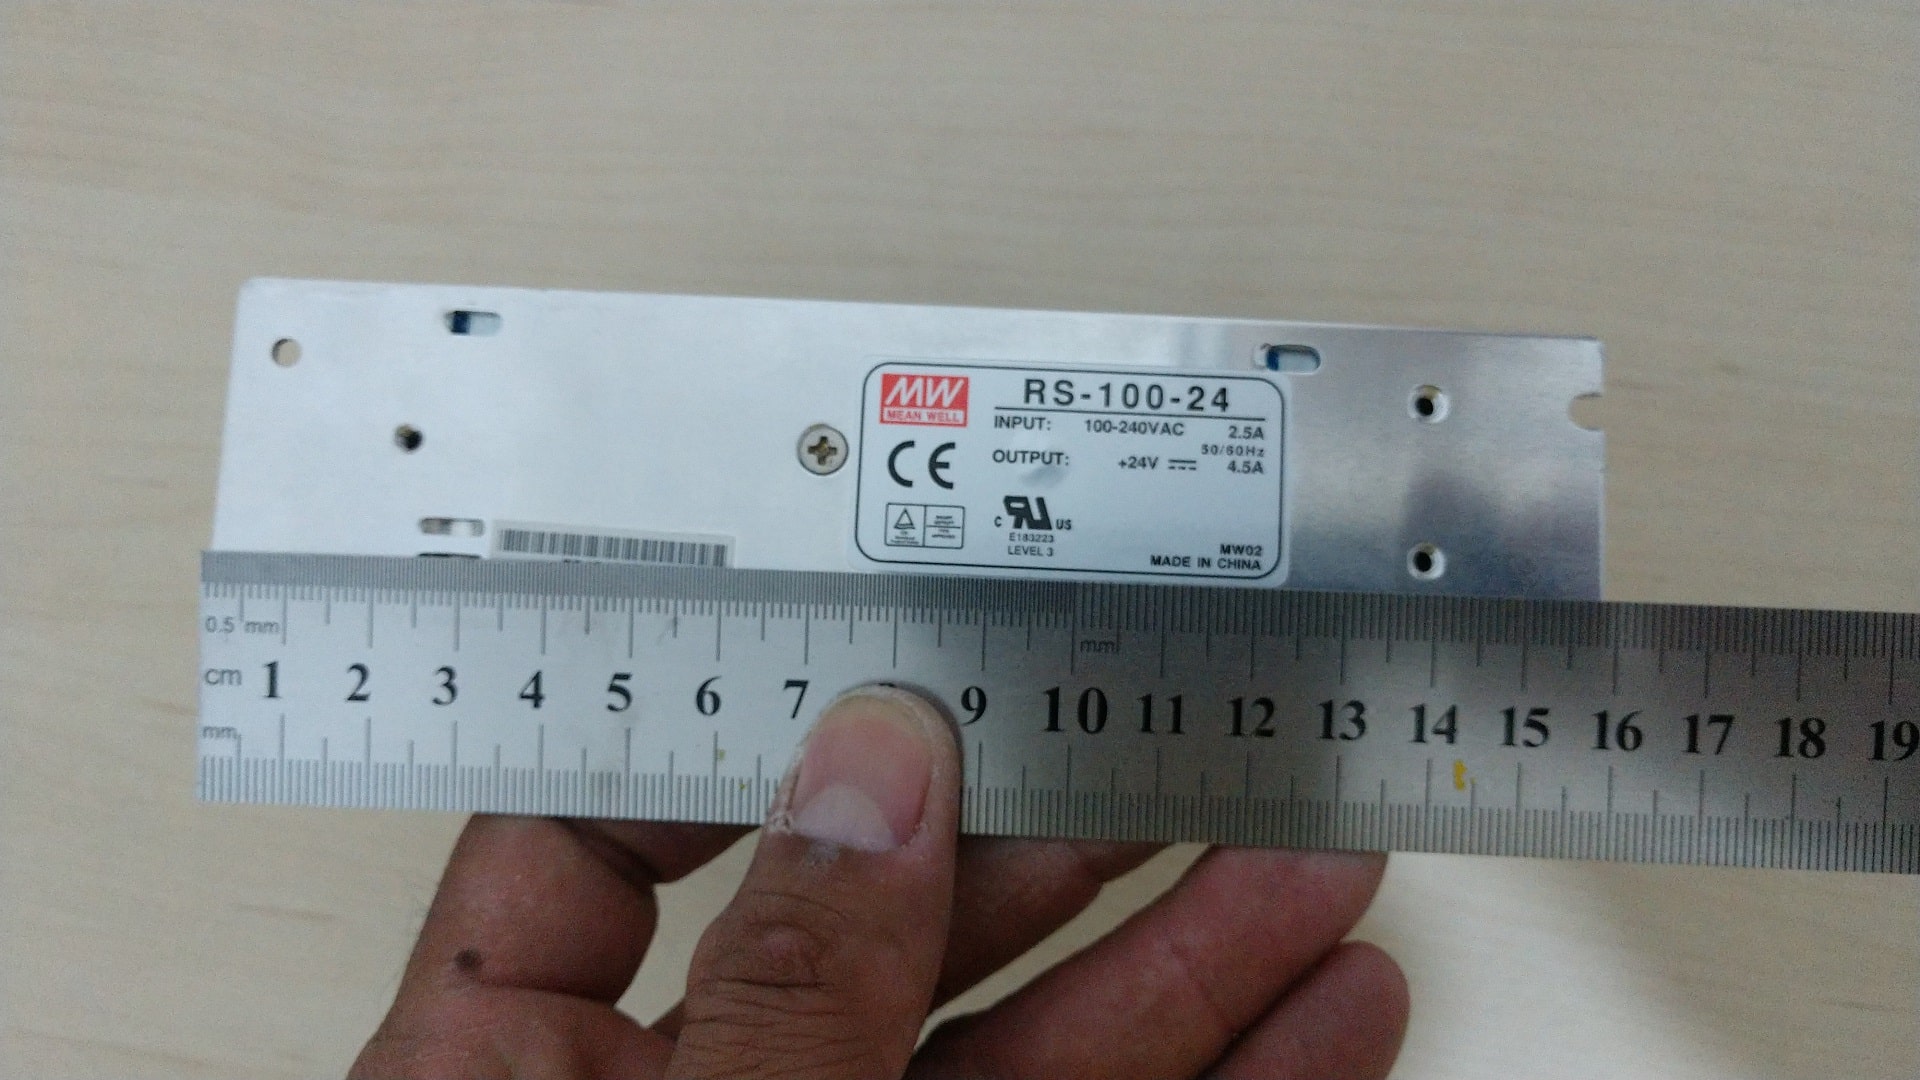 MW
MEAN WELL
RS-100-24
INPUT: 100-240VAC 2.5A
50/60Hz
OUTPUT: +24V 4.5A
CE
C RU US
E183223
LEVEL 3
MW02
MADE IN CHINA
0.5 mm
mm
cm 1 2 3 4 5 6 7 9 10 11 12 13 14 15 16 17 18 19
mm